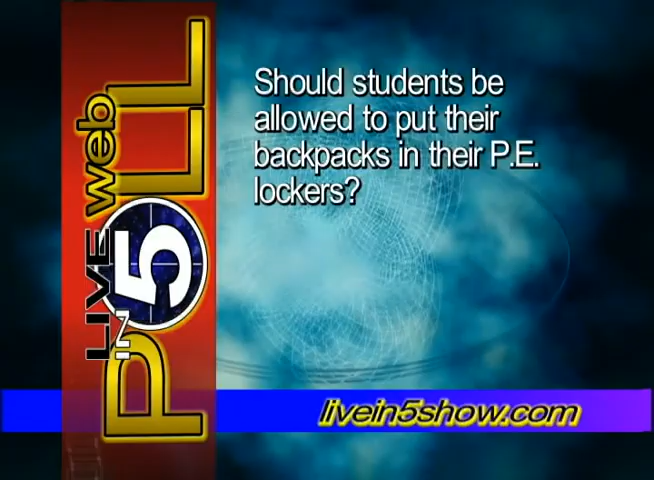 Should students be
allowed to put their
backpacks in their P.E.
lockers?
LIVE
IN 5
web
POLL
livein5show.com